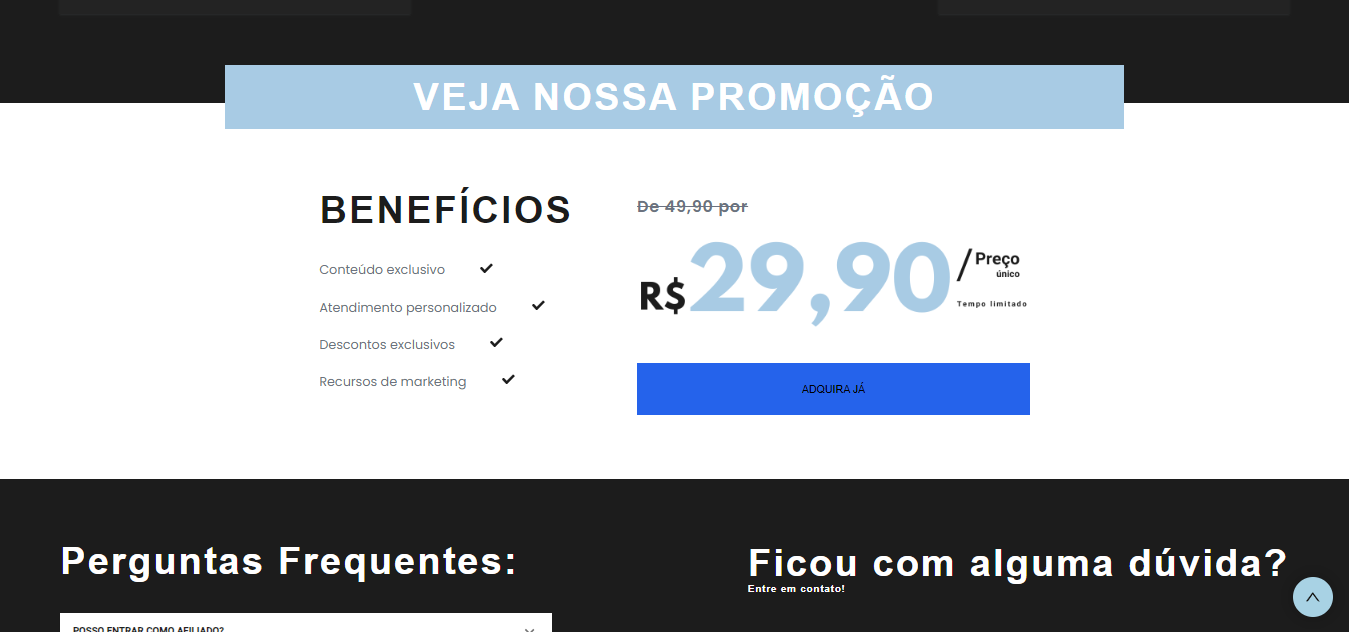 VEJA NOSSA PROMOÇÃO
BENEFÍCIOS
Conteúdo exclusivo
Atendimento personalizado
Descontos exclusivos
Recursos de marketing
De 49,90 por
R$29,90
/Preço
único
Tempo limitado
ADQUIRA JÁ
Perguntas Frequentes:
POSSO ENTRAR COMO AFILIADO?
Ficou com alguma dúvida?
Entre em contato!